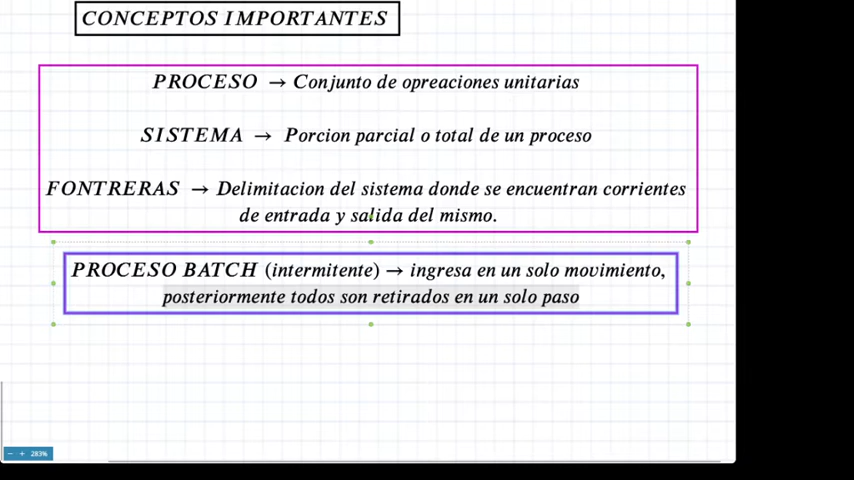 CONCEPTOS IMPORTANTES
PROCESO → Conjunto de opreaciones unitarias
SISTEMA → Porcion parcial o total de un proceso
FONTRERAS → Delimitacion del sistema donde se encuentran corrientes
de entrada y salida del mismo.
PROCESO BATCH (intermitente) → ingresa en un solo movimiento,
posteriormente todos son retirados en un solo paso
− + 283%